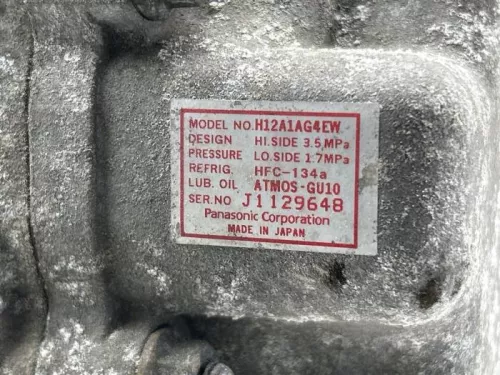 MODEL NO. H12A1AG4EW
DESIGN HI.SIDE 3.5 MPa
PRESSURE LO.SIDE 1.7MPa
REFRIG. HFC-134a
LUB. OIL ATMOS-GU10
SER.NO J1129648
Panasonic Corporation
MADE IN JAPAN